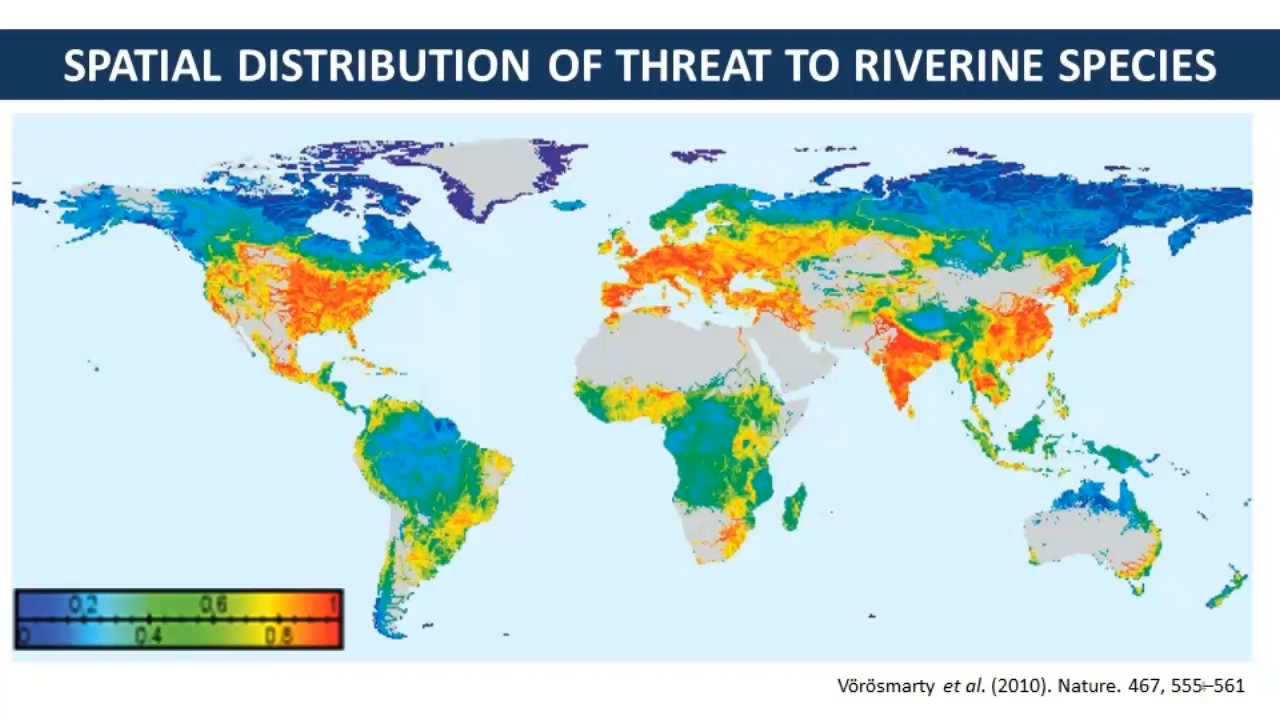 SPATIAL DISTRIBUTION OF THREAT TO RIVERINE SPECIES
0.2 0.6 1
0 0.4 0.8
Vörösmarty et al. (2010). Nature. 467, 555–561